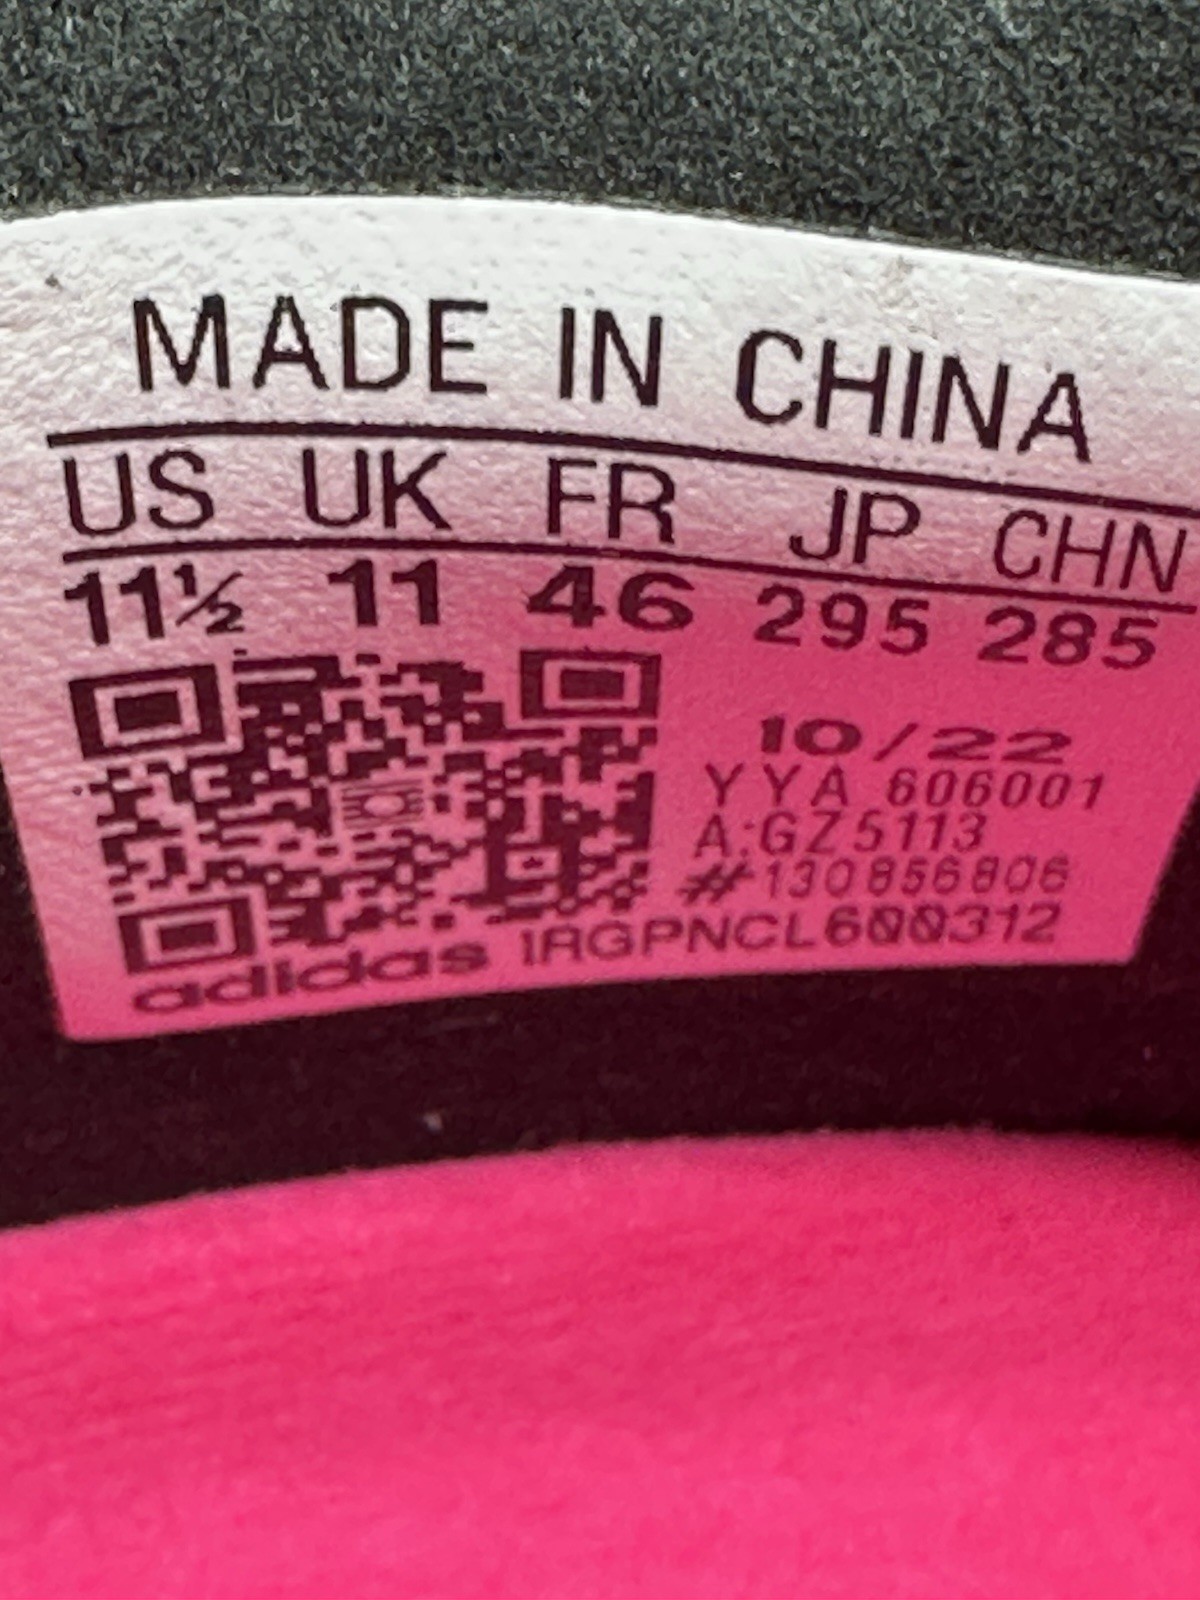 MADE IN CHINA
US UK FR JP CHN
11½ 11 46 295 285
10/22
YYA 606001
A:GZ5113
#130856806
adidas 1RGPNCL600312